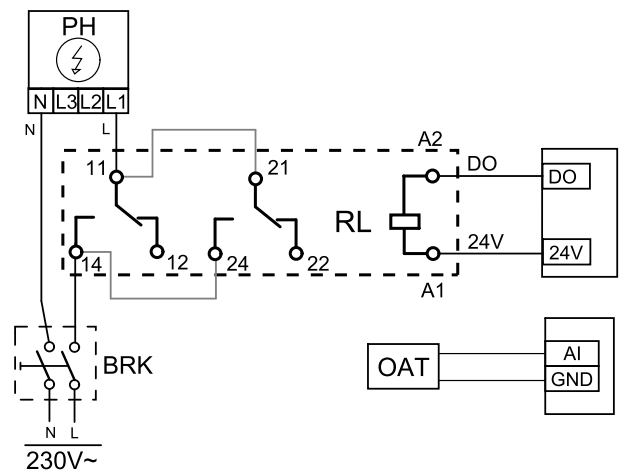 PH
N L3 L2 L1
N L
A2
11 21
DO DO
RL
24V 24V
14 12 24 22
A1
BRK
AI
OAT
GND
N L
230V~